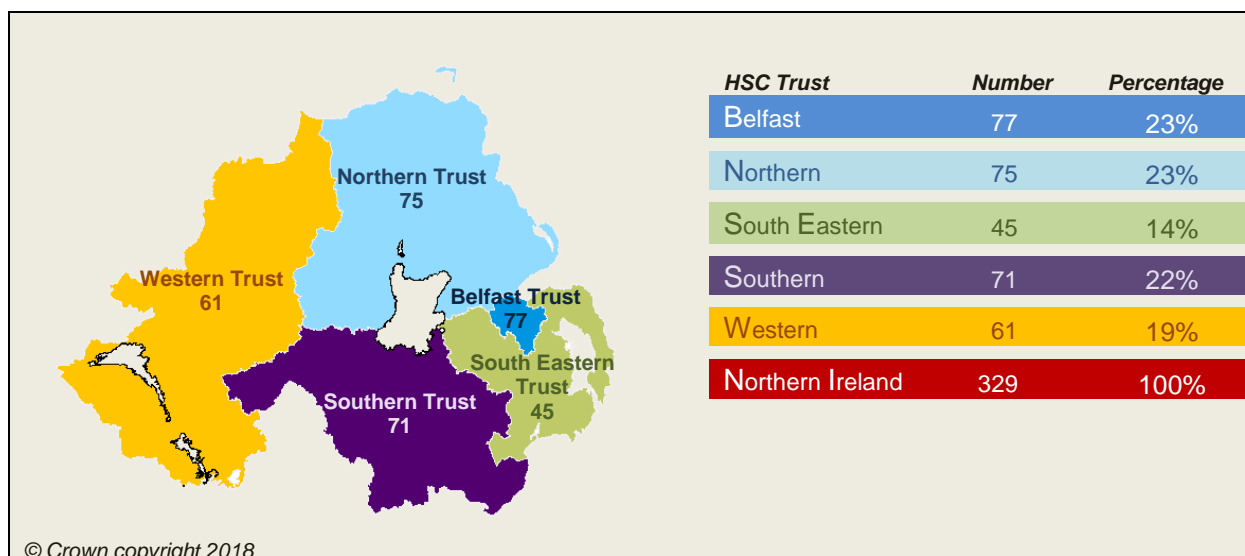 Northern Trust
75
Western Trust
61
Belfast Trust
77
South Eastern
Trust
45
Southern Trust
71
HSC Trust Number Percentage
Belfast 77 23%
Northern 75 23%
South Eastern 45 14%
Southern 71 22%
Western 61 19%
Northern Ireland 329 100%
© Crown copyright 2018